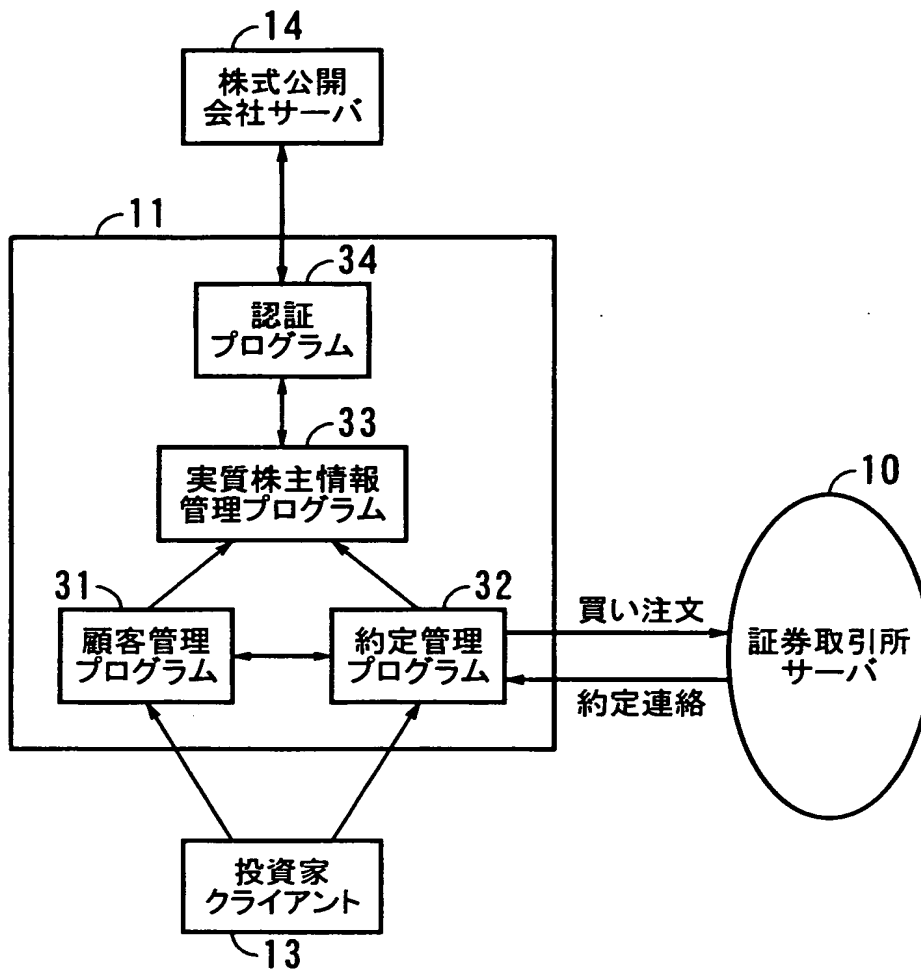 14
株式公開
会社サーバ
11
34
認証
プログラム
33
実質株主情報
管理プログラム
10
31
32
顧客管理
プログラム
約定管理
プログラム
買い注文
約定連絡
証券取引所
サーバ
投資家
クライアント
13